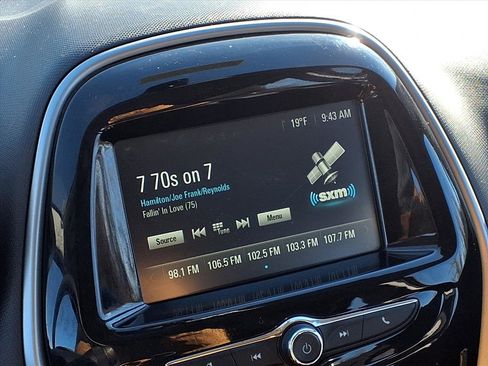 19°F 9:43 AM
7 70s on 7
Hamilton/Joe Frank/Reynolds
Fallin' In Love (75)
sxm
Source Tune Menu
98.1 FM 106.5 FM 102.5 FM 103.3 FM 107.7 FM